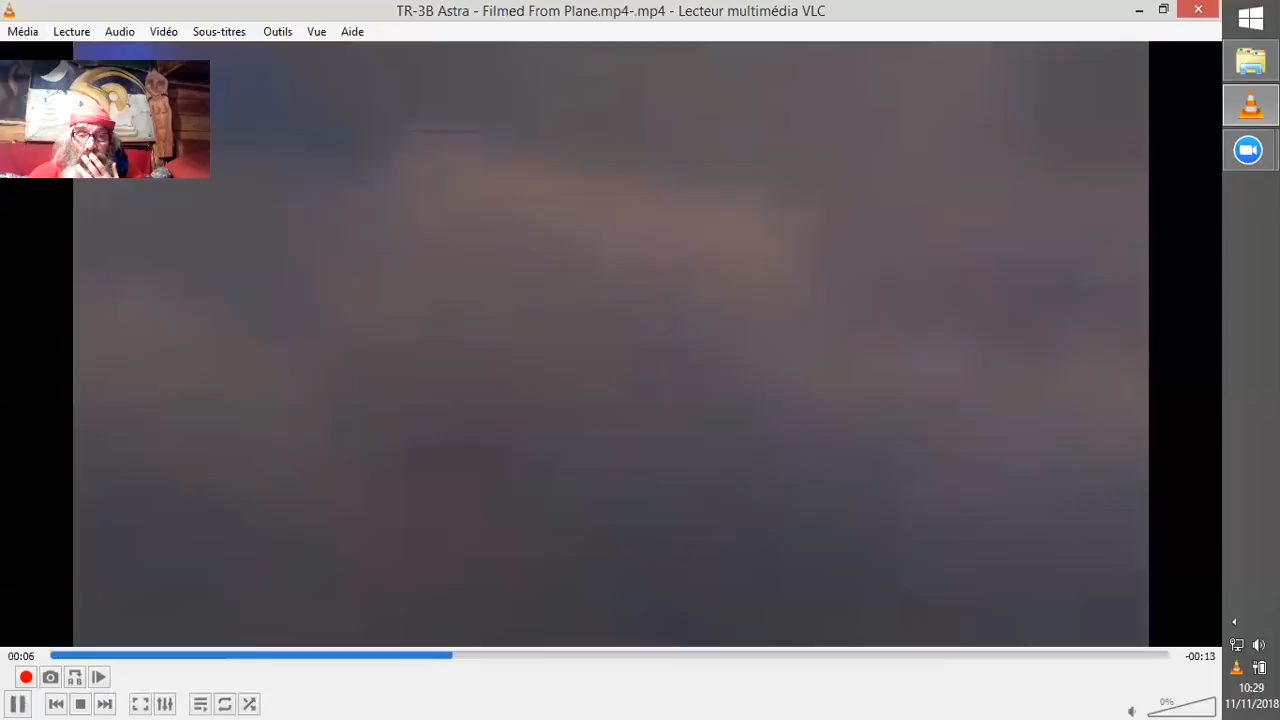 TR-3B Astra - Filmed From Plane.mp4-.mp4 - Lecteur multimédia VLC
Média Lecture Audio Vidéo Sous-titres Outils Vue Aide
00:06 -00:13
A B
0%
10:29
11/11/2018